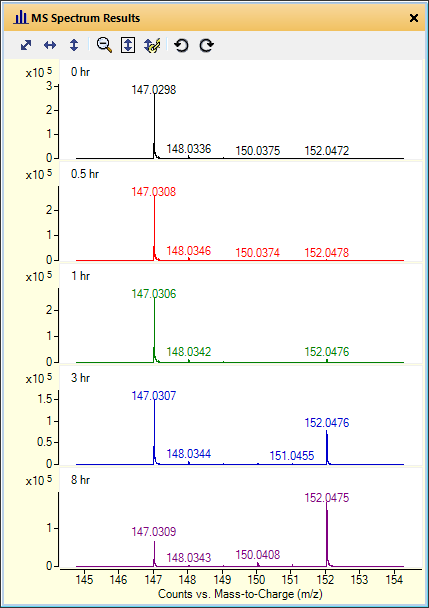 MS Spectrum Results
x10 5 0 hr
3 147.0298
2
1
148.0336 150.0375 152.0472
0
x10 5 0.5 hr
147.0308
2
1
148.0346 150.0374 152.0478
0
x10 5 1 hr
147.0306
2
1
148.0342 152.0476
0
x10 5 3 hr
1.5 147.0307
1 152.0476
0.5
148.0344 151.0455
0
x10 5 8 hr
152.0475
1 147.0309
148.0343 150.0408
0
145 146 147 148 149 150 151 152 153 154
Counts vs. Mass-to-Charge (m/z)